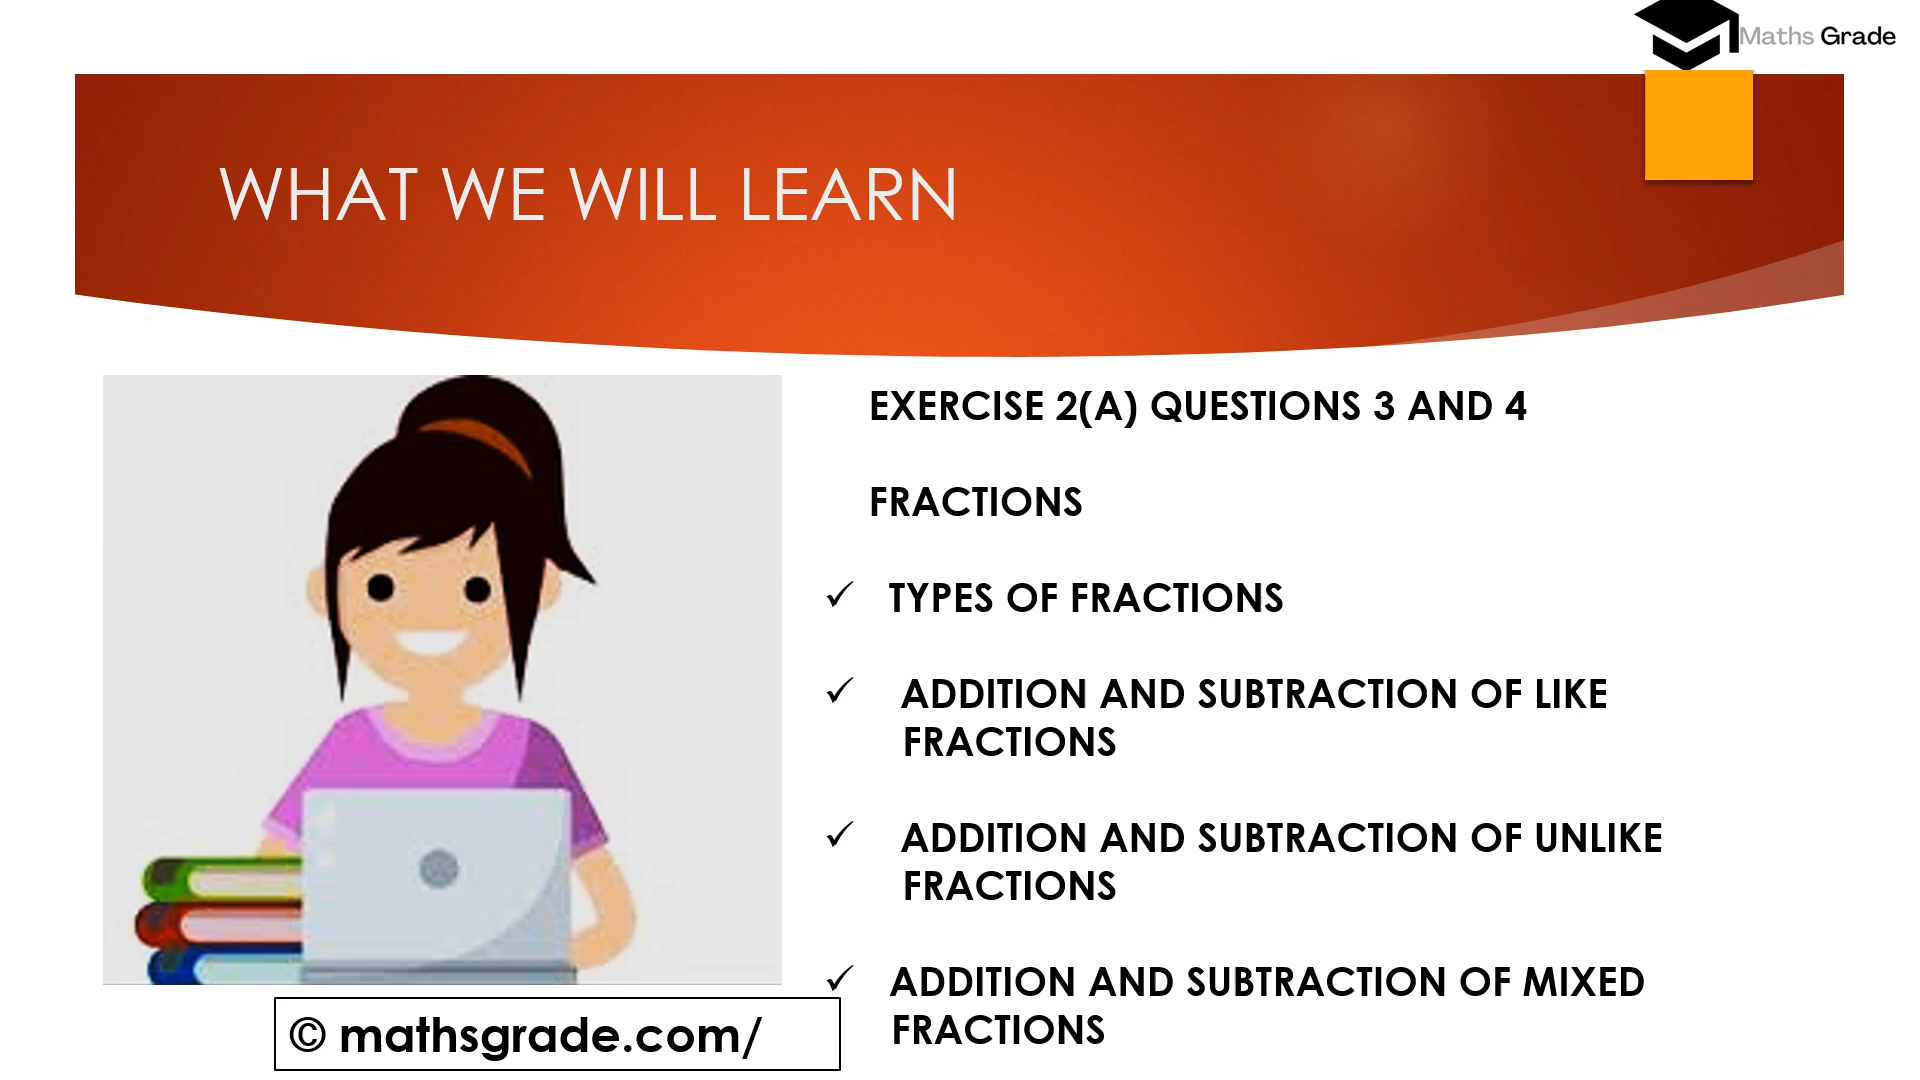 Maths Grade
WHAT WE WILL LEARN
EXERCISE 2(A) QUESTIONS 3 AND 4
FRACTIONS
✓ TYPES OF FRACTIONS
✓ ADDITION AND SUBTRACTION OF LIKE
FRACTIONS
✓ ADDITION AND SUBTRACTION OF UNLIKE
FRACTIONS
✓ ADDITION AND SUBTRACTION OF MIXED
FRACTIONS
© mathsgrade.com/